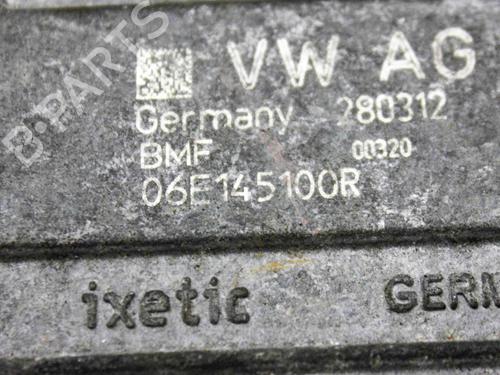 VW AG
Germany 280312
BMF 00320
06E145100R
ixetic GERM
B-PARTS